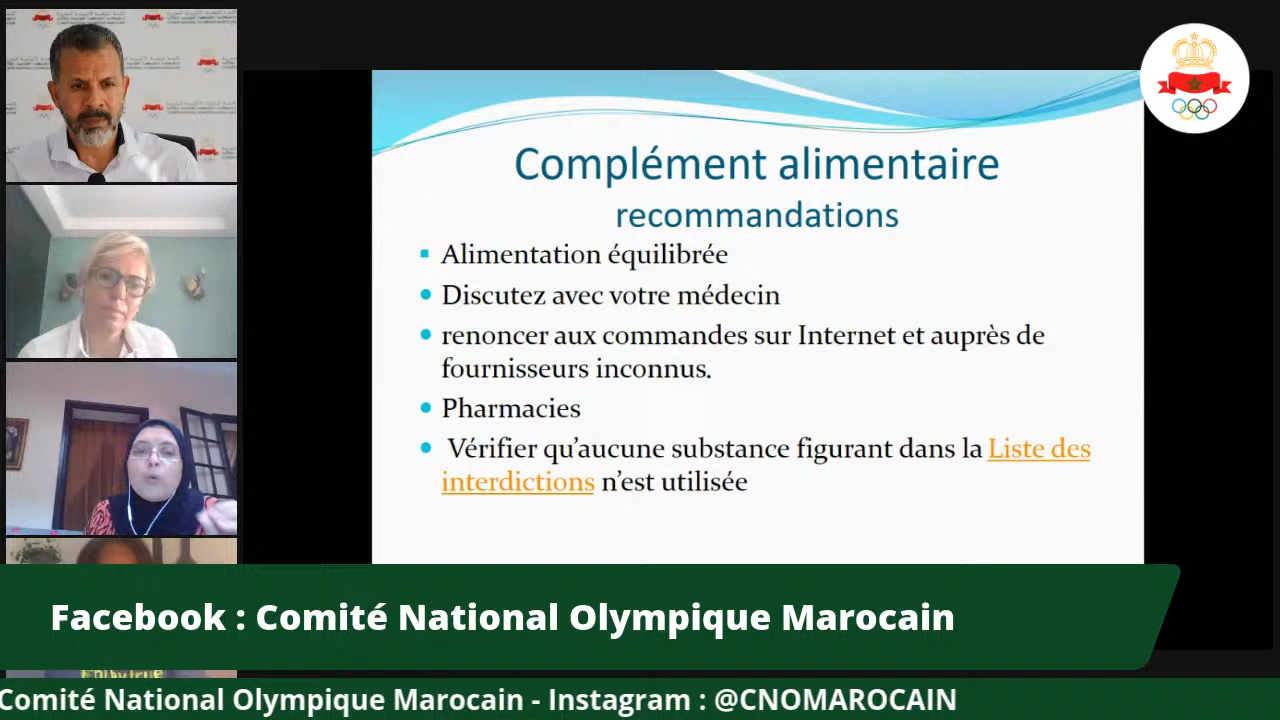 Complément alimentaire
recommandations
Alimentation équilibrée
Discutez avec votre médecin
renoncer aux commandes sur Internet et auprès de
fournisseurs inconnus.
Pharmacies
Vérifier qu’aucune substance figurant dans la Liste des
interdictions n’est utilisée
Facebook : Comité National Olympique Marocain
Comité National Olympique Marocain - Instagram : @CNOMAROCAIN